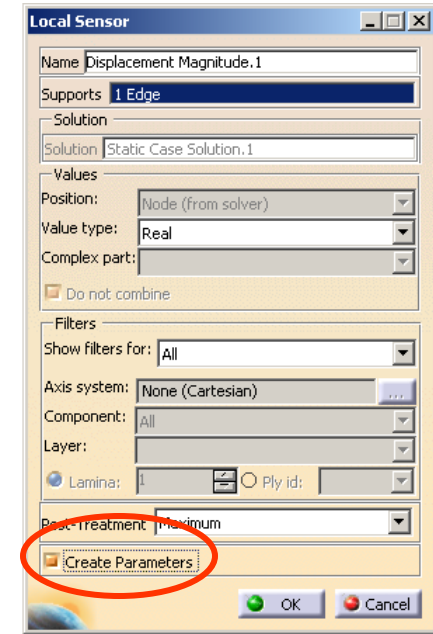 Local Sensor
Name Displacement Magnitude.1
Supports 1 Edge
Solution
Solution Static Case Solution.1
Values
Position: Node (from solver)
Value type: Real
Complex part:
Do not combine
Filters
Show filters for: All
Axis system: None (Cartesian) ...
Component: All
Layer:
Lamina: 1 Ply id:
Post-Treatment Maximum
Create Parameters
OK Cancel